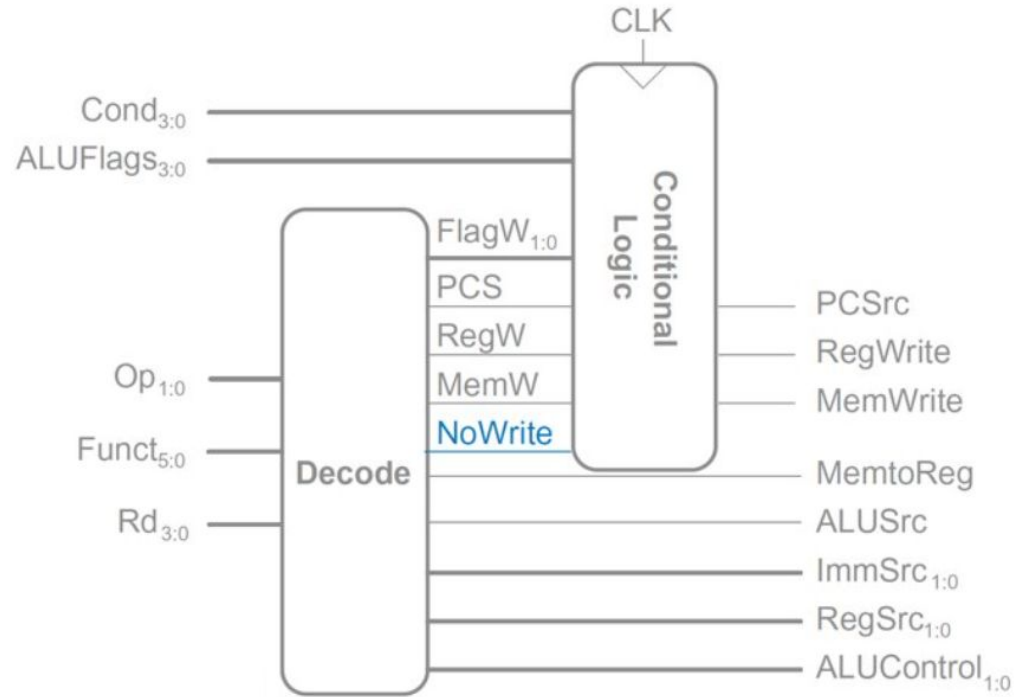 CLK
Cond3:0
ALUFlags3:0
Conditional
Logic
FlagW1:0
PCS
PCSrc
RegW
RegWrite
Op1:0
MemW
MemWrite
Funct5:0
NoWrite
Decode
MemtoReg
Rd3:0
ALUSrc
ImmSrc1:0
RegSrc1:0
ALUControl1:0